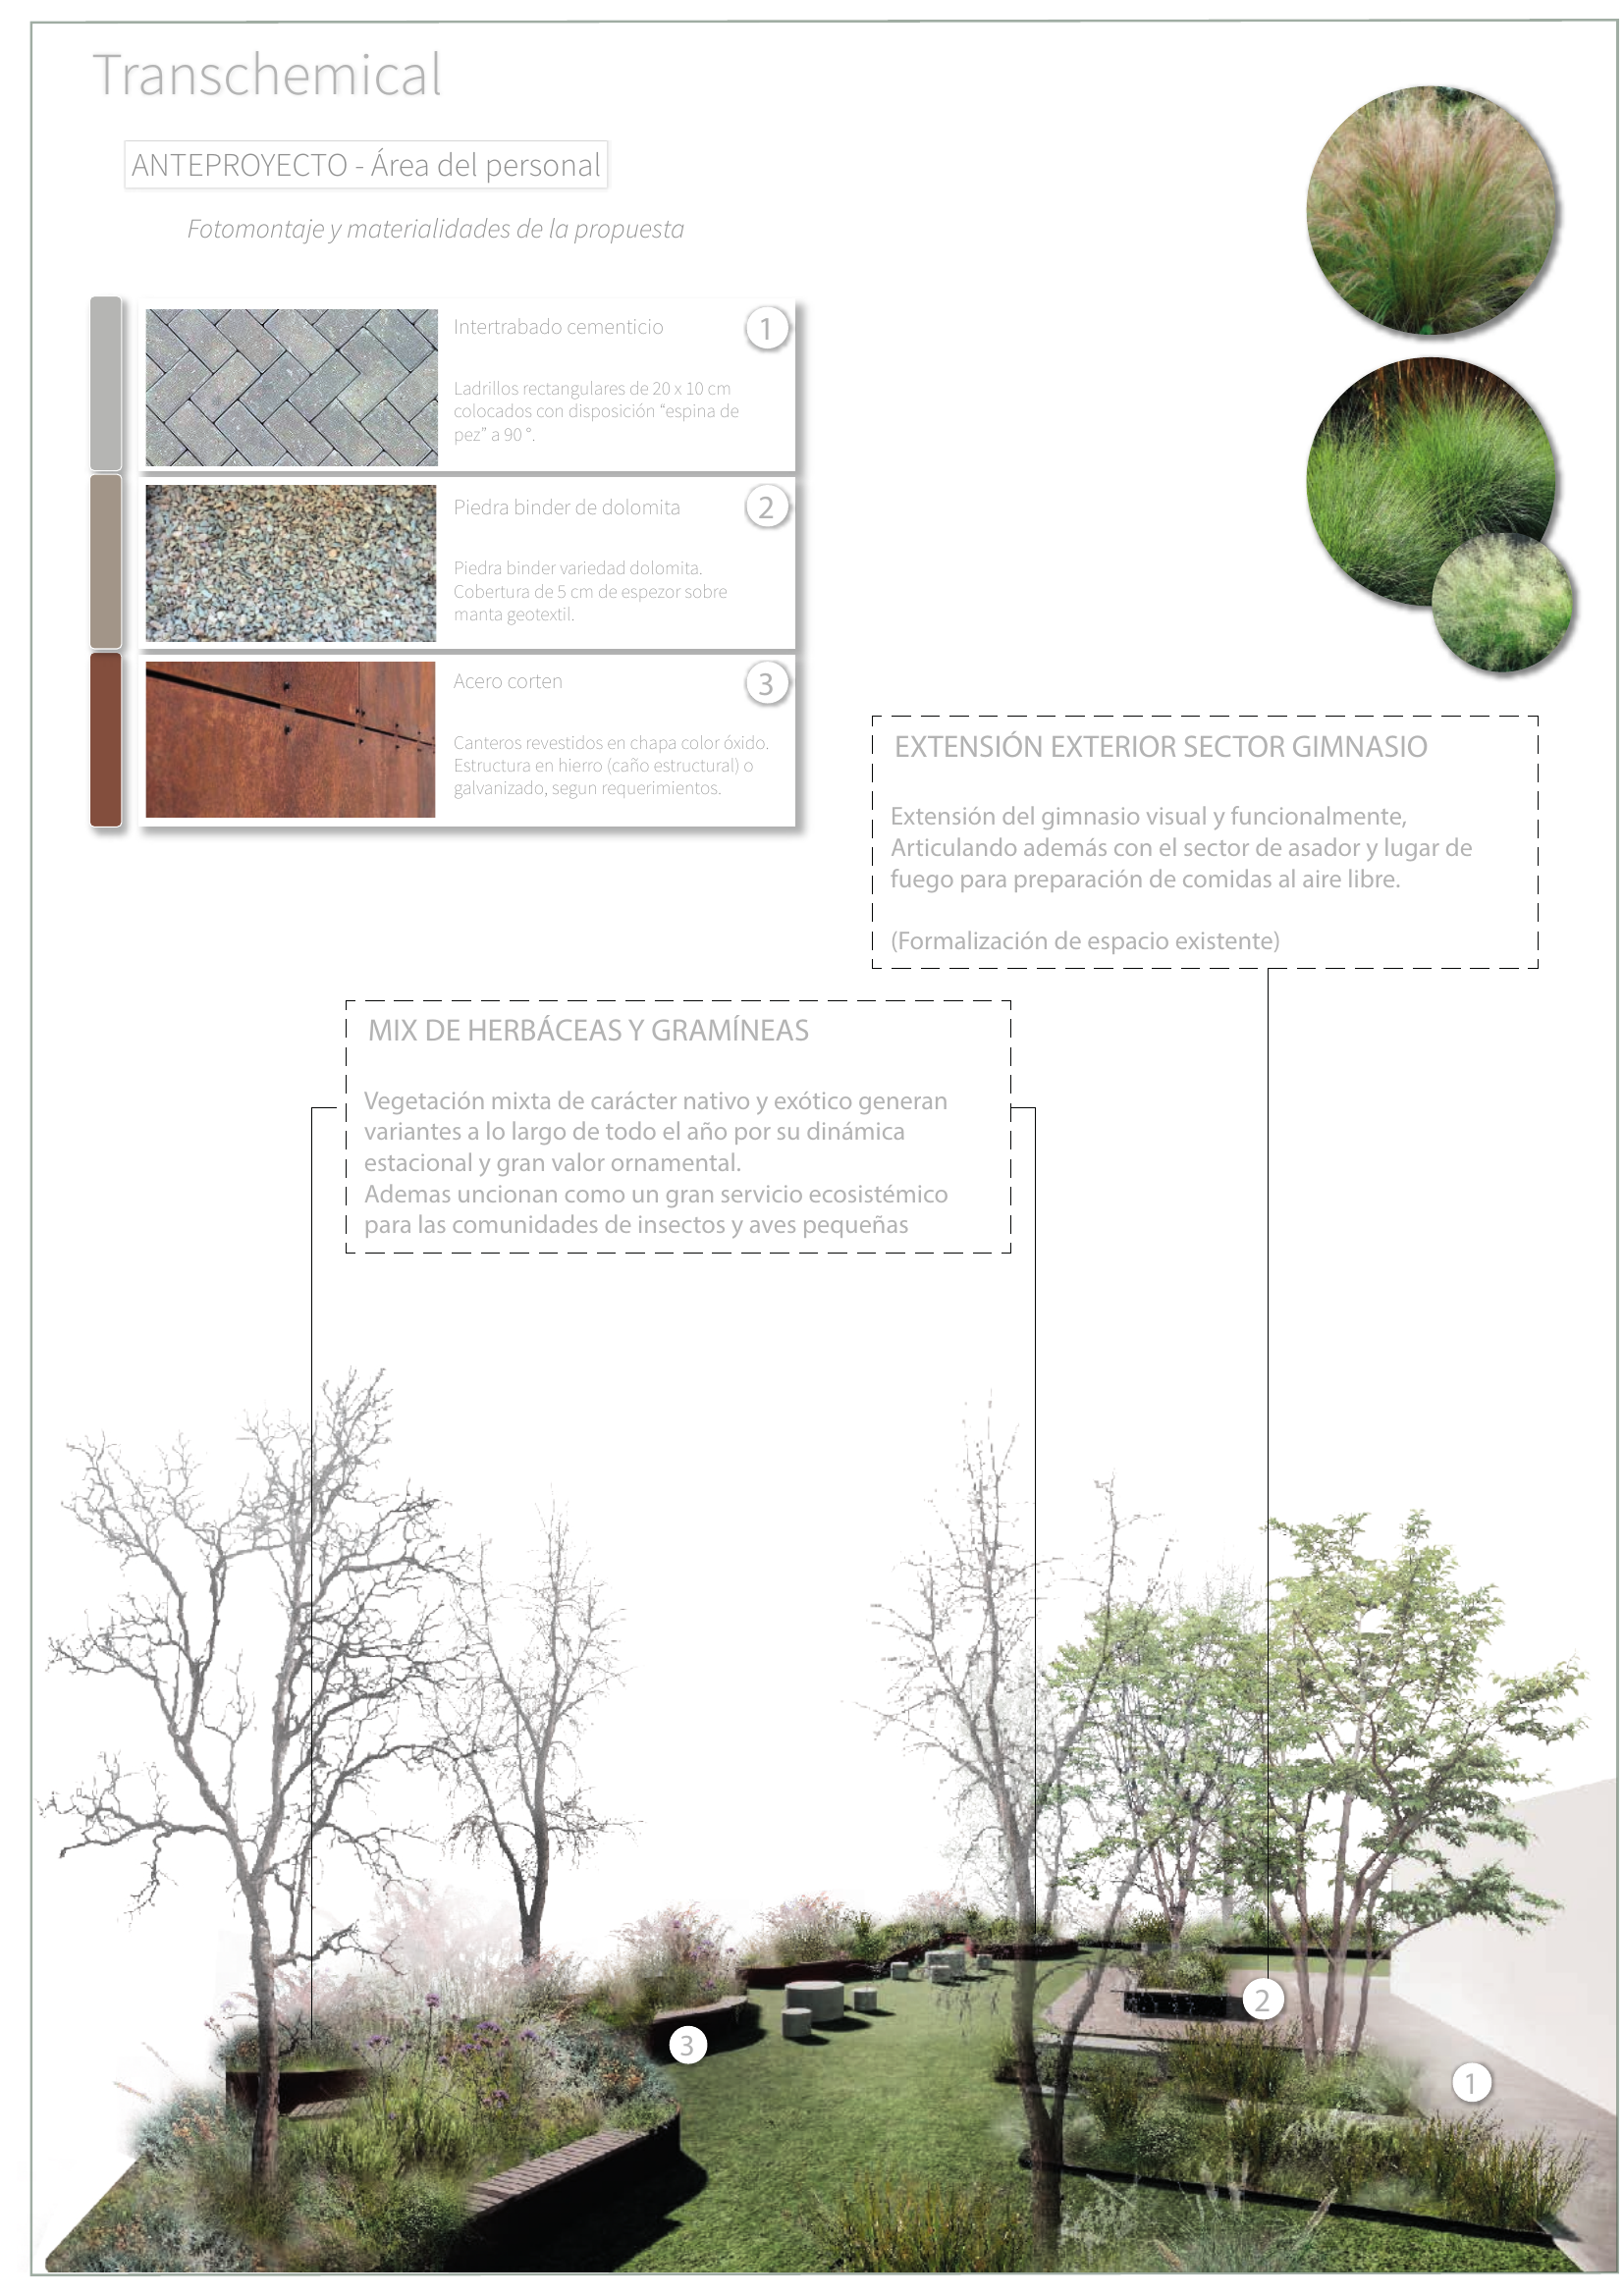 Transchemical
ANTEPROYECTO - Área del personal
Fotomontaje y materialidades de la propuesta
Intertrabado cementicio
1
Ladrillos rectangulares de 20 x 10 cm
colocados con disposición “espina de
pez” a 90 °.
Piedra binder de dolomita
2
Piedra binder variedad dolomita.
Cobertura de 5 cm de espezor sobre
manta geotextil.
Acero corten
3
Canteros revestidos en chapa color óxido.
Estructura en hierro (caño estructural) o
galvanizado, segun requerimientos.
EXTENSIÓN EXTERIOR SECTOR GIMNASIO
Extensión del gimnasio visual y funcionalmente,
Articulando además con el sector de asador y lugar de
fuego para preparación de comidas al aire libre.
(Formalización de espacio existente)
MIX DE HERBÁCEAS Y GRAMÍNEAS
Vegetación mixta de carácter nativo y exótico generan
variantes a lo largo de todo el año por su dinámica
estacional y gran valor ornamental.
Ademas uncionan como un gran servicio ecosistémico
para las comunidades de insectos y aves pequeñas
2
3
1